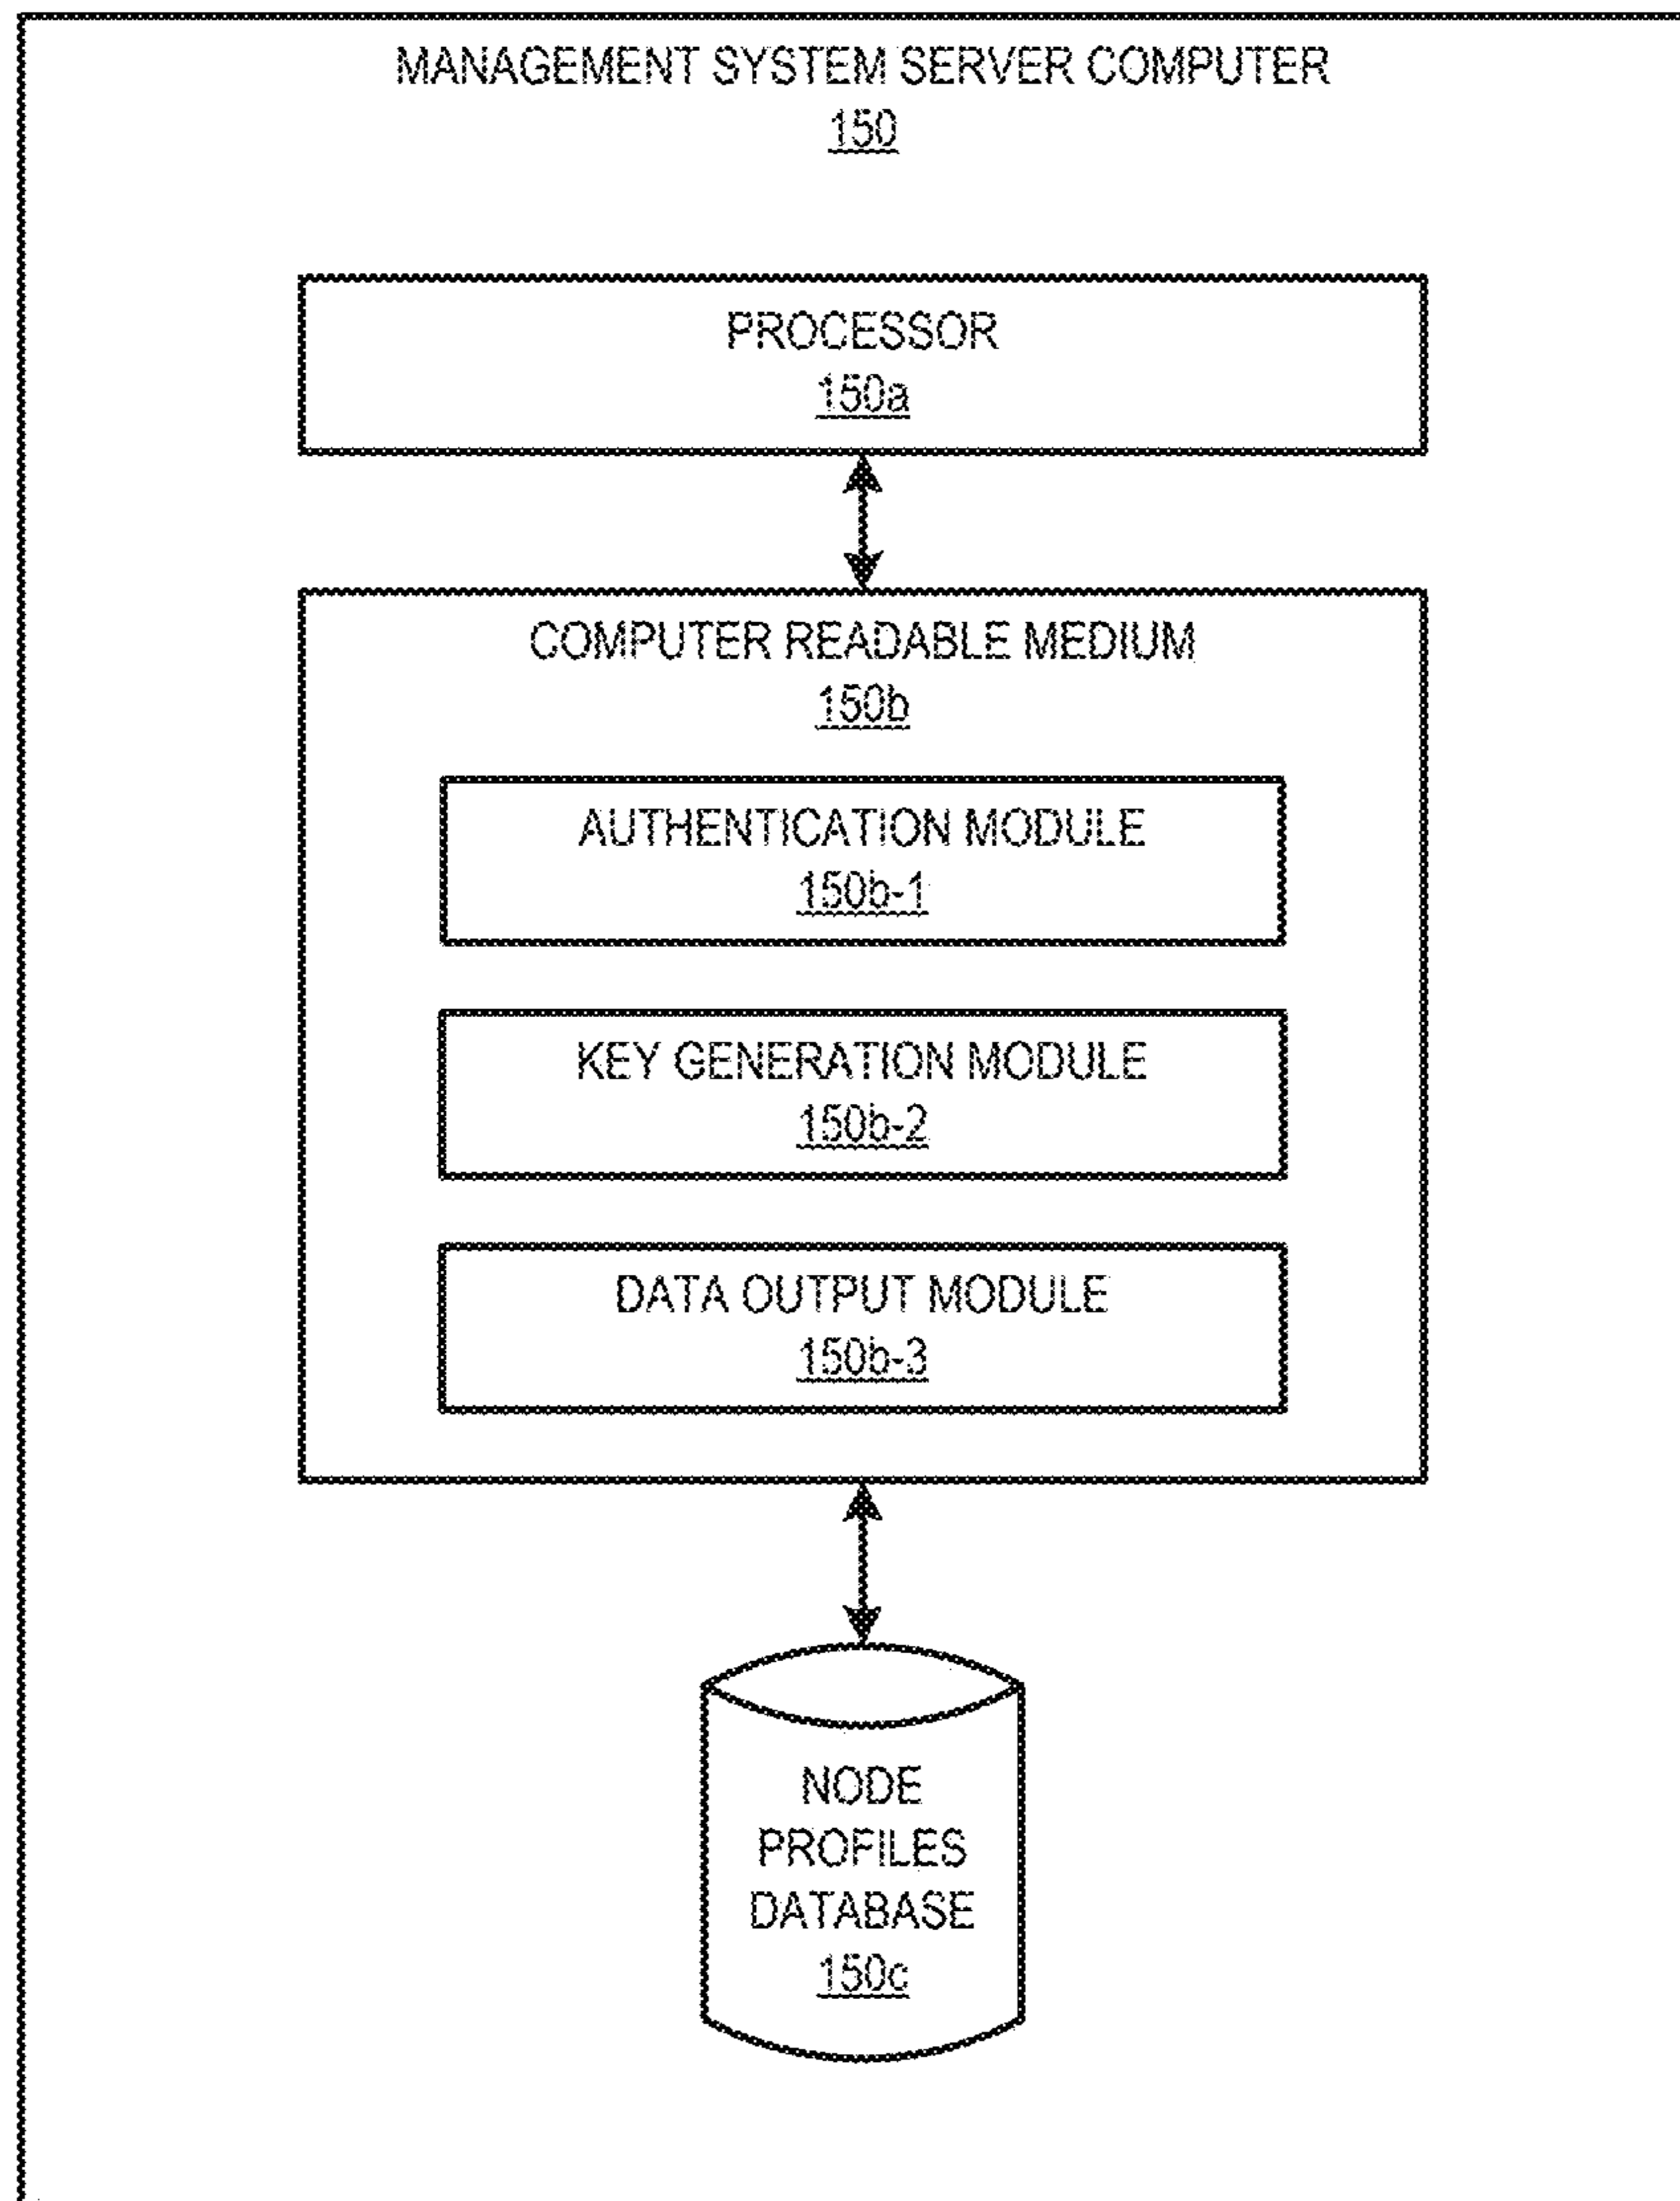 MANAGEMENT SYSTEM SERVER COMPUTER
150
PROCESSOR
150a
COMPUTER READABLE MEDIUM
150b
AUTHENTICATION MODULE
150b-1
KEY GENERATION MODULE
150b-2
DATA OUTPUT MODULE
150b-3
NODE
PROFILES
DATABASE
150c